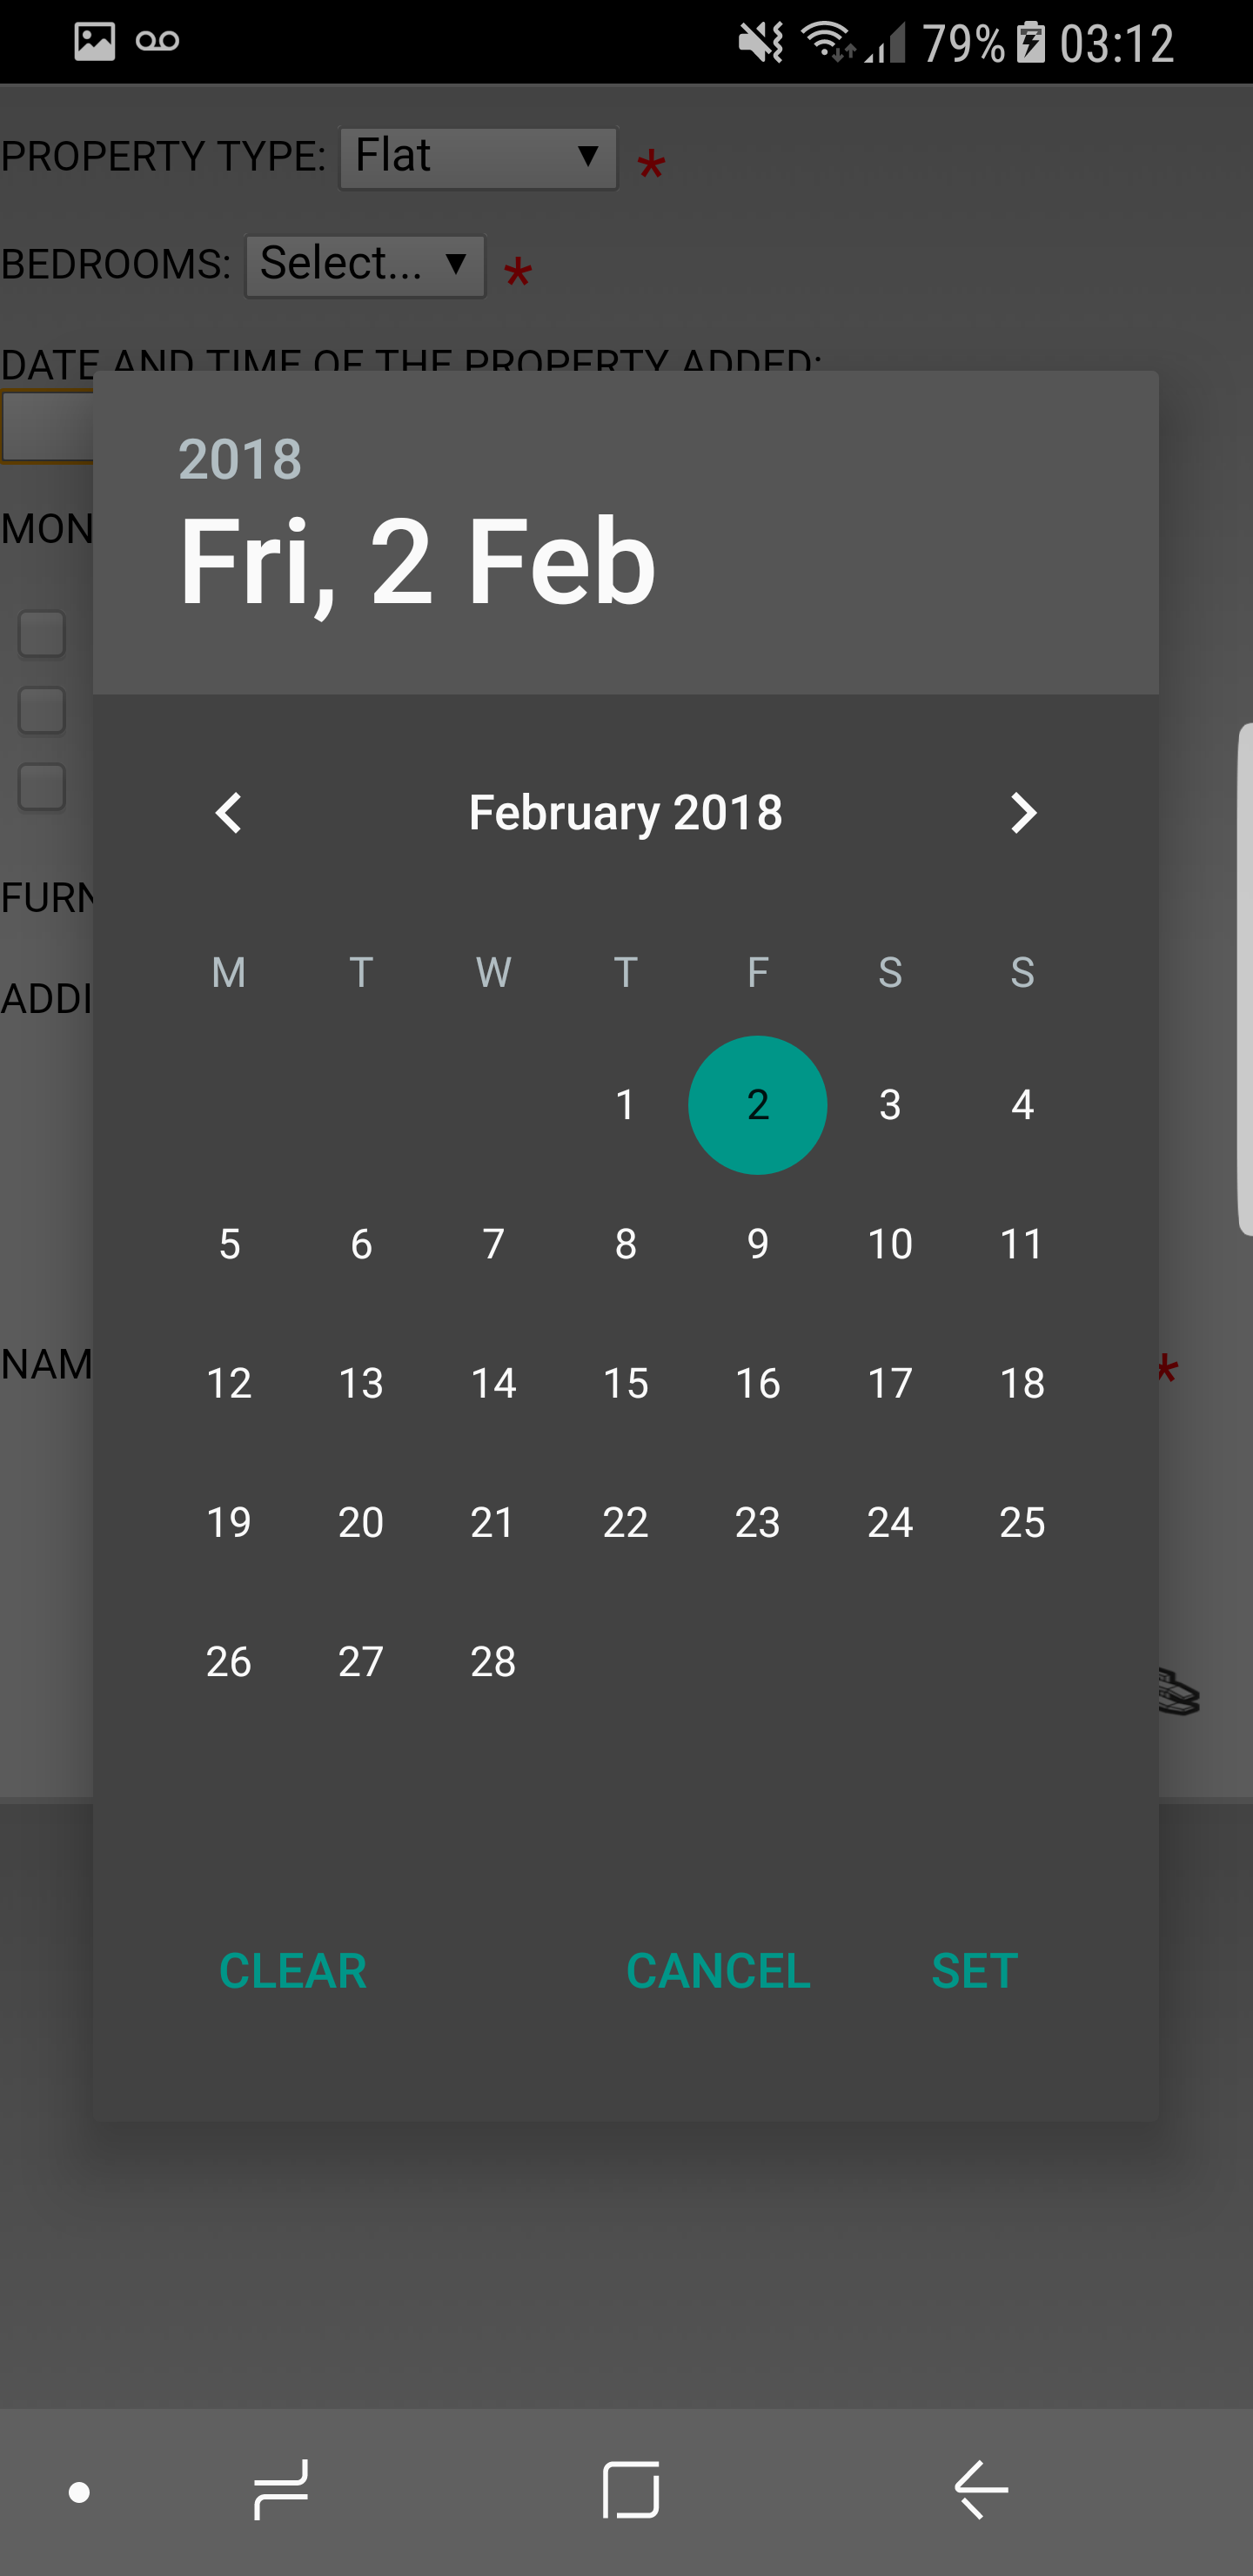 79% 03:12
PROPERTY TYPE: Flat ▼ *
BEDROOMS: Select... ▼ *
DATE AND TIME OF THE PROPERTY ADDED:
2018
Fri, 2 Feb
MON
February 2018
FURN
M T W T F S S
ADDI
1 2 3 4
5 6 7 8 9 10 11
NAM *
12 13 14 15 16 17 18
19 20 21 22 23 24 25
26 27 28
CLEAR CANCEL SET